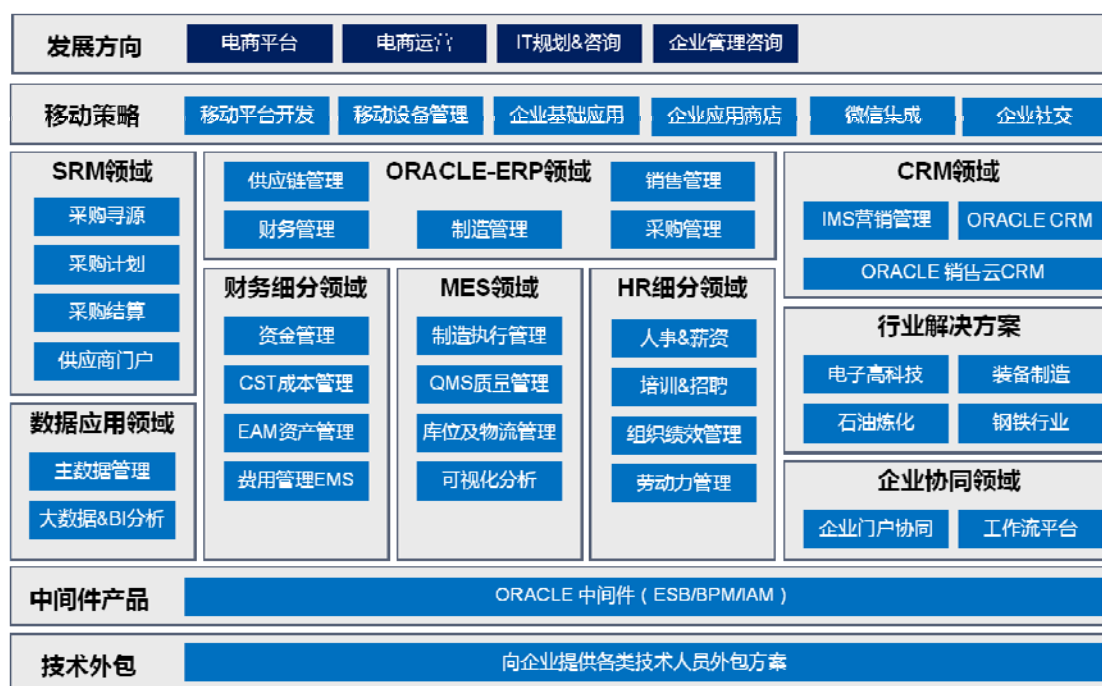 发展方向
电商平台
电商运营
IT规划&咨询
企业管理咨询
移动策略
移动平台开发
移动设备管理
企业基础应用
企业应用商店
微信集成
企业社交
SRM领域
采购寻源
采购计划
采购结算
供应商门户
ORACLE-ERP领域
供应链管理
销售管理
财务管理
制造管理
采购管理
CRM领域
IMS营销管理
ORACLE CRM
ORACLE 销售云CRM
财务细分领域
资金管理
CST成本管理
EAM资产管理
费用管理EMS
MES领域
制造执行管理
QMS质量管理
库位及物流管理
可视化分析
HR细分领域
人事&薪资
培训&招聘
组织绩效管理
劳动力管理
行业解决方案
电子高科技
装备制造
石油炼化
钢铁行业
数据应用领域
主数据管理
大数据&BI分析
企业协同领域
企业门户协同
工作流平台
中间件产品
ORACLE 中间件（ESB/BPM/IAM）
技术外包
向企业提供各类技术人员外包方案